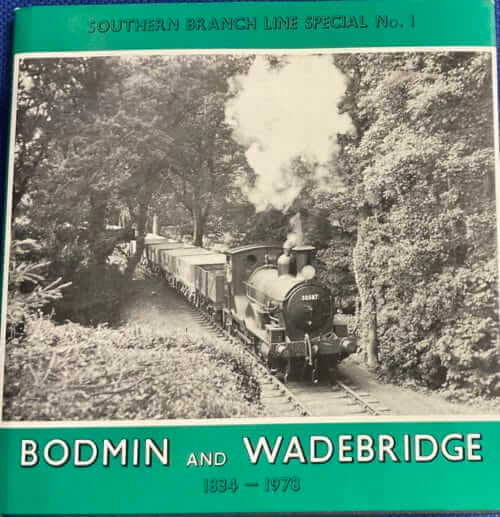 SOUTHERN BRANCH LINE SPECIAL No. 1
30587
BODMIN AND WADEBRIDGE
1834 – 1978